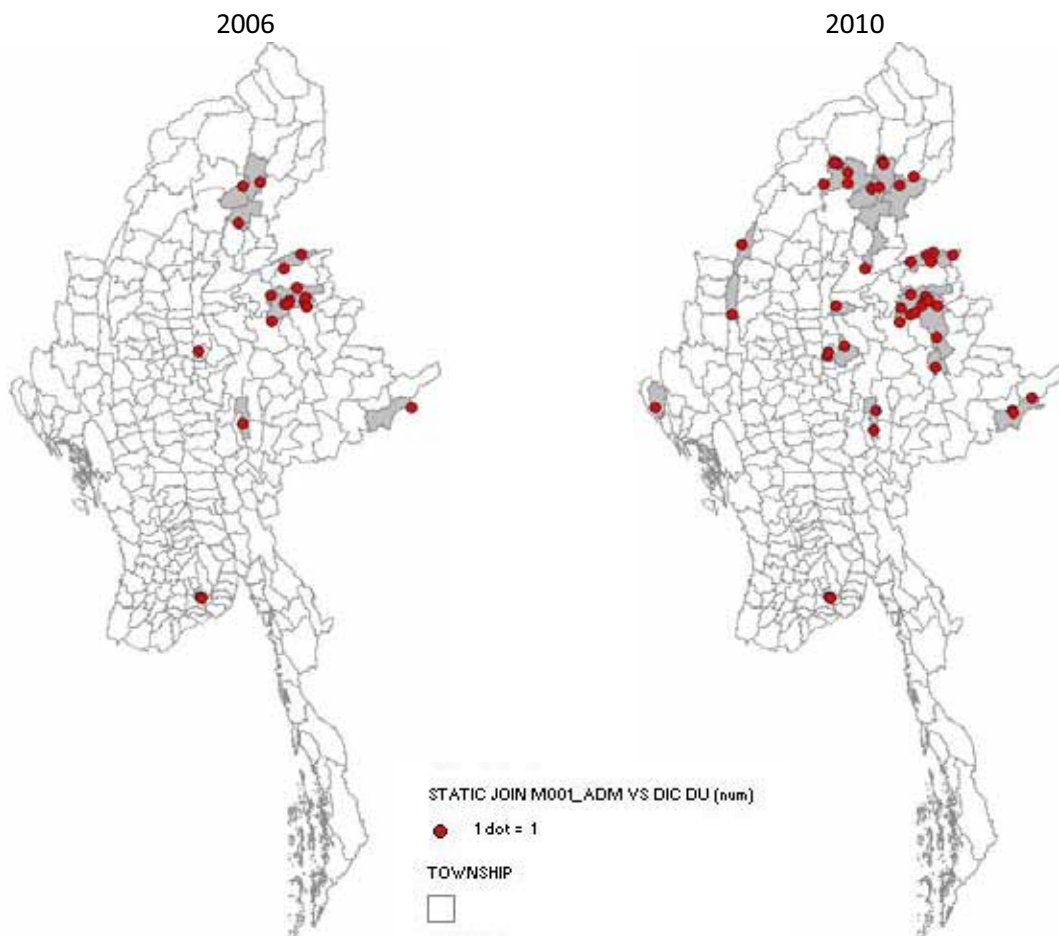 2006
2010
STATIC JOIN M001_ADM VS DIC DU (num)
1 dot = 1
TOWNSHIP